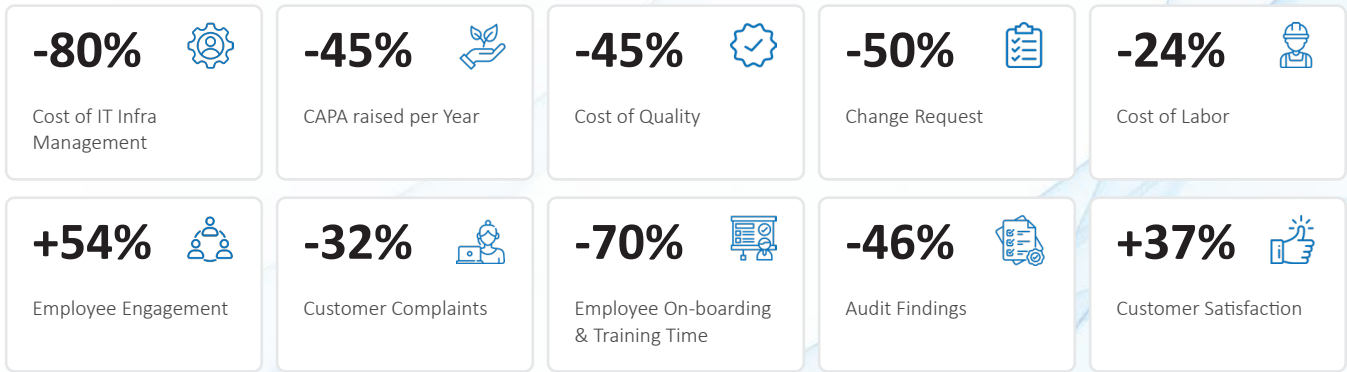 -80%
Cost of IT Infra
Management
-45%
CAPA raised per Year
-45%
Cost of Quality
-50%
Change Request
-24%
Cost of Labor
+54%
Employee Engagement
-32%
Customer Complaints
-70%
Employee On-boarding
& Training Time
-46%
Audit Findings
+37%
Customer Satisfaction